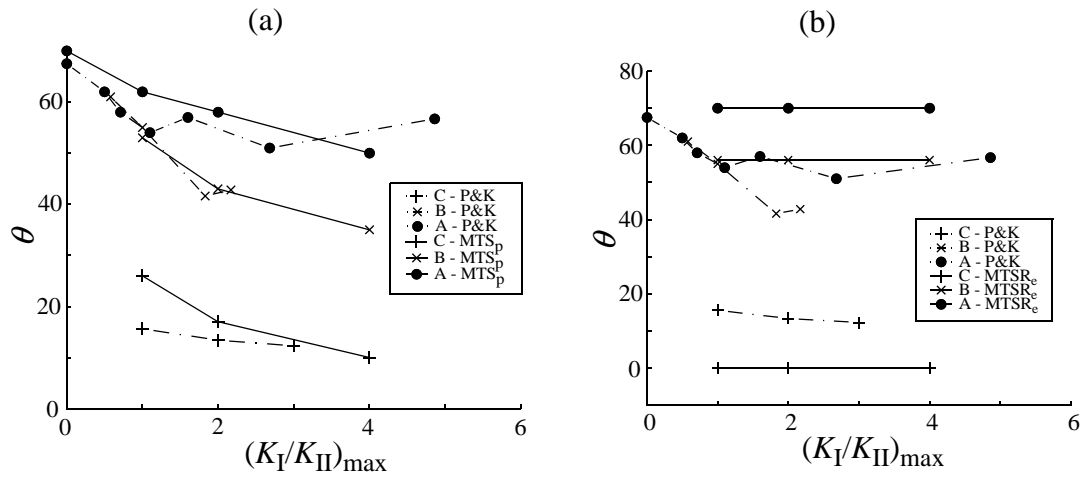 (a)
60
40
20
0
θ
0
2
4
6
(K_I/K_II)_max
C - P&K
B - P&K
A - P&K
C - MTS_p
B - MTS_p
A - MTS_p
(b)
80
60
40
20
0
θ
0
2
4
6
(K_I/K_II)_max
C - P&K
B - P&K
A - P&K
C - MTSR_e
B - MTSR_e
A - MTSR_e